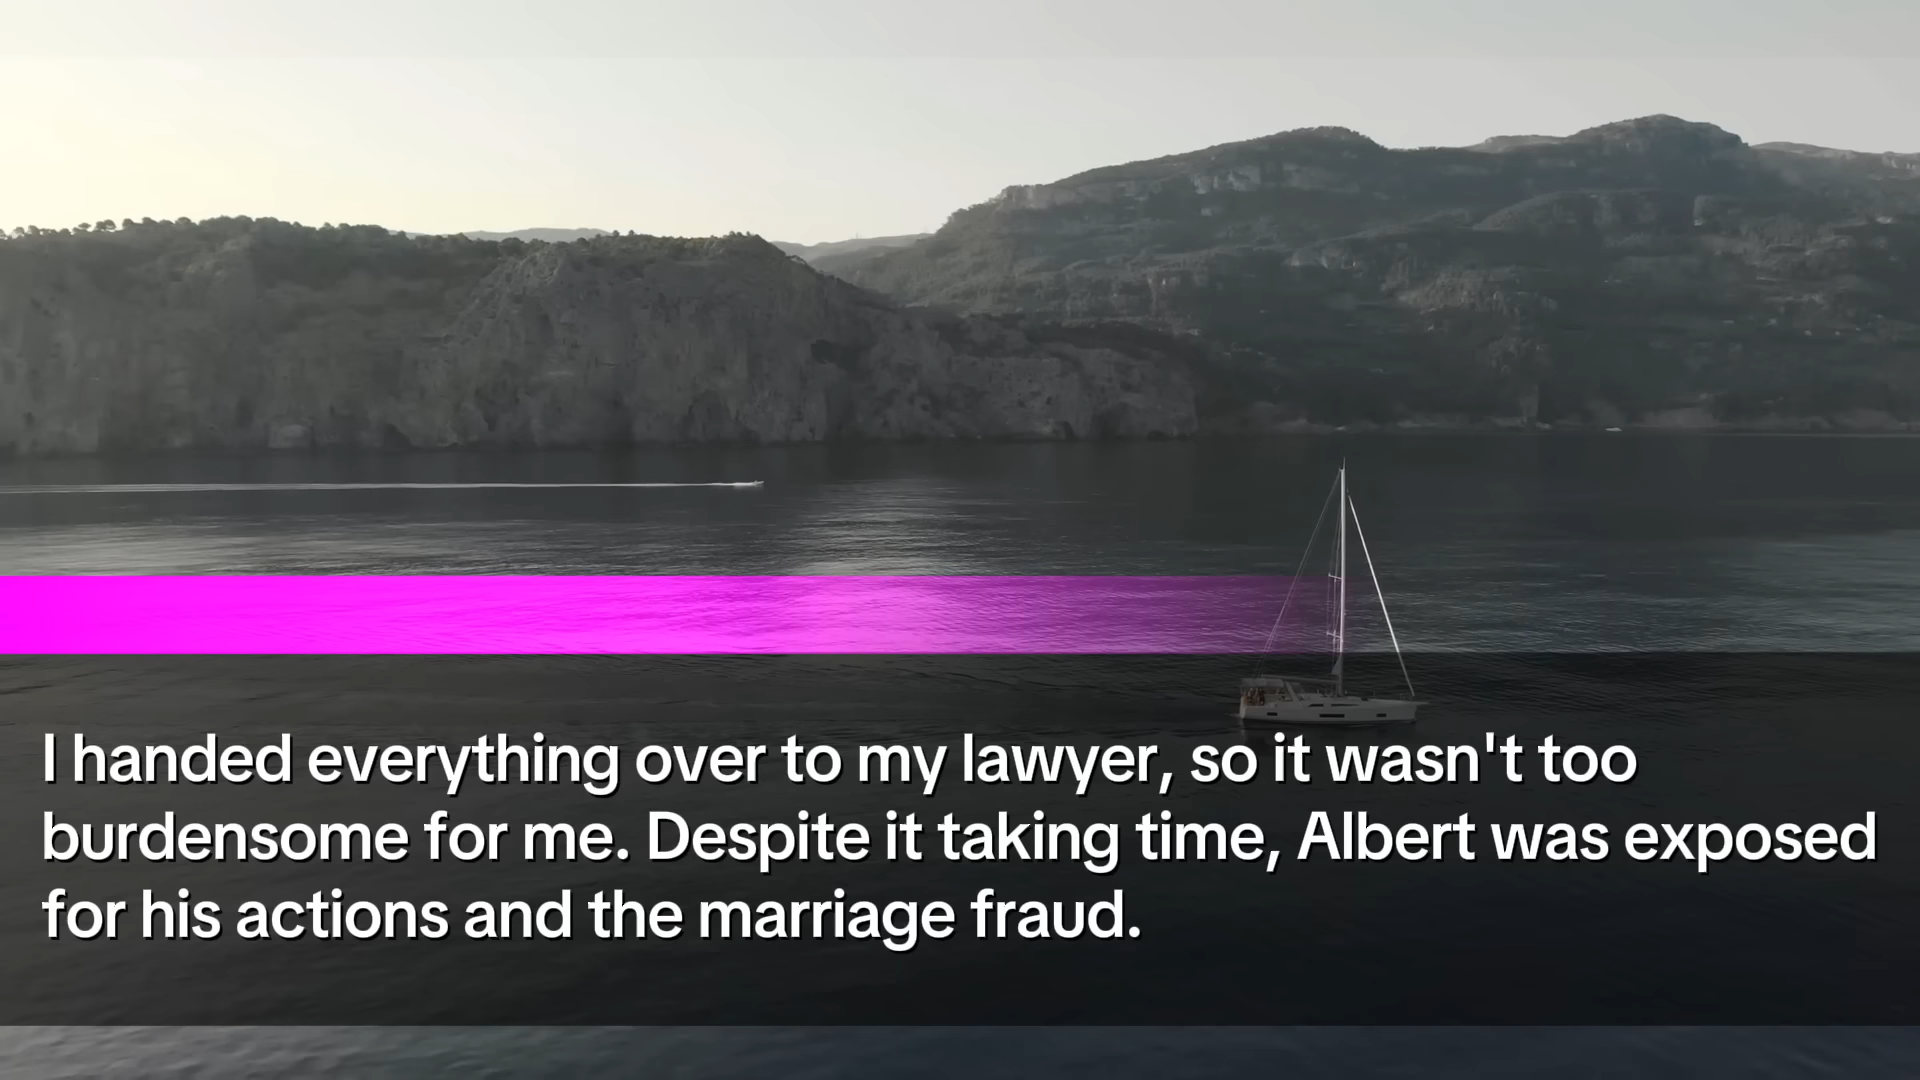 I handed everything over to my lawyer, so it wasn't too
burdensome for me. Despite it taking time, Albert was exposed
for his actions and the marriage fraud.